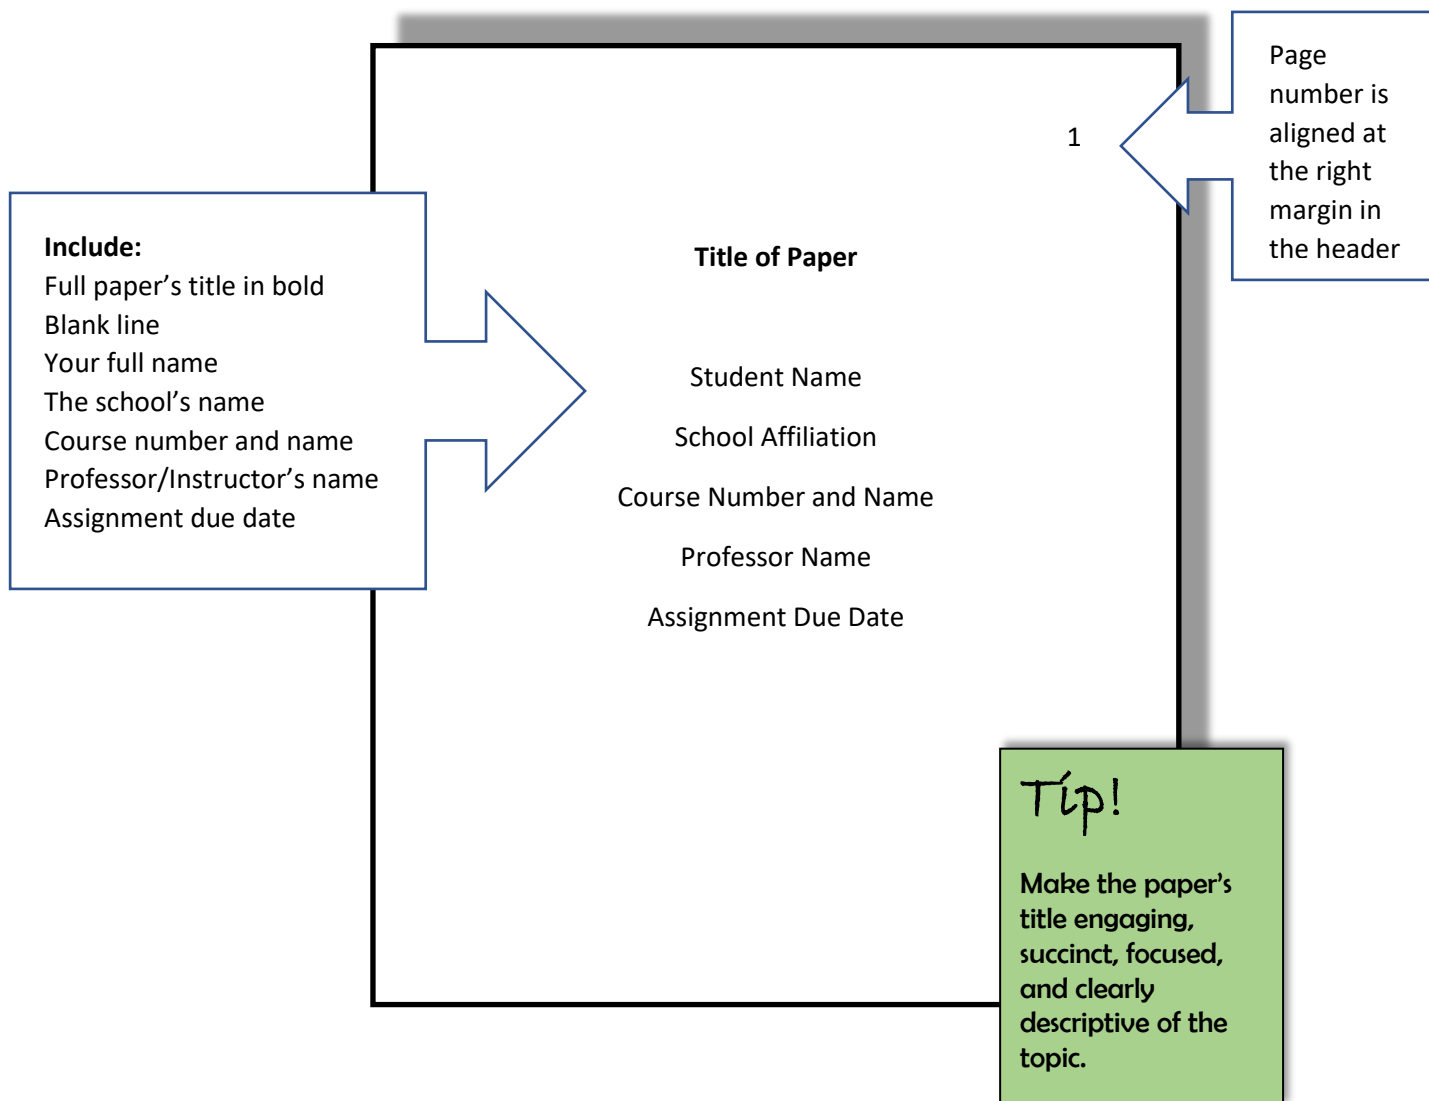 Page
number is
aligned at
the right
margin in
the header
1
Include:
Full paper’s title in bold
Blank line
Your full name
The school’s name
Course number and name
Professor/Instructor’s name
Assignment due date
Title of Paper
Student Name
School Affiliation
Course Number and Name
Professor Name
Assignment Due Date
Tip!
Make the paper’s
title engaging,
succinct, focused,
and clearly
descriptive of the
topic.